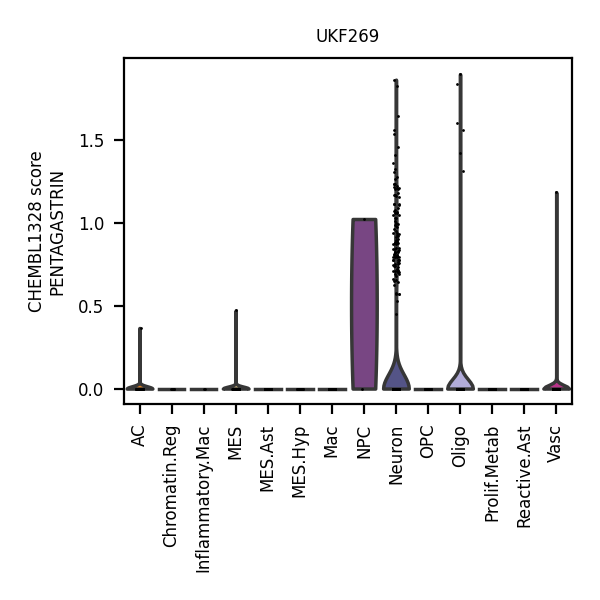 UKF269
CHEMBL1328 score
PENTAGASTRIN
1.5
1.0
0.5
0.0
AC
Chromatin.Reg
Inflammatory.Mac
MES
MES.Ast
MES.Hyp
Mac
NPC
Neuron
OPC
Oligo
Prolif.Metab
Reactive.Ast
Vasc